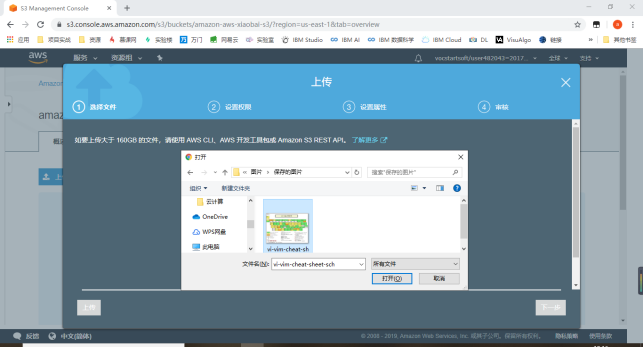 S3 Management Console
s3.console.aws.amazon.com/s3/buckets/amazon-aws-xiaobai-s3/?region=us-east-1&tab=overview
应用 项目实战 资源 慕课网 实验楼 万门 网易云 实验室 IBM Studio IBM AI IBM 数据科学 IBM Cloud DL VisuAlgo 链接 其他书签
aws 服务 资源组 全球 支持
Amazon
上传
1 选择文件 2 设置权限 3 设置属性 4 审核
如要上传大于 160GB 的文件，请使用 AWS CLI、AWS 开发工具包或 Amazon S3 REST API。 了解更多
打开
图片 保存的图片 搜索"保存的图片"
组织 新建文件夹
云计算
OneDrive
WPS网盘
此电脑
vi-vim-cheat-sh
文件名(N): vi-vim-cheat-sheet-sch 所有文件
打开(O) 取消
上传 下一步
反馈 中文(简体) © 2008 - 2019, Amazon Web Services, Inc. 或其子公司。保留所有权利。 隐私策略 使用条款